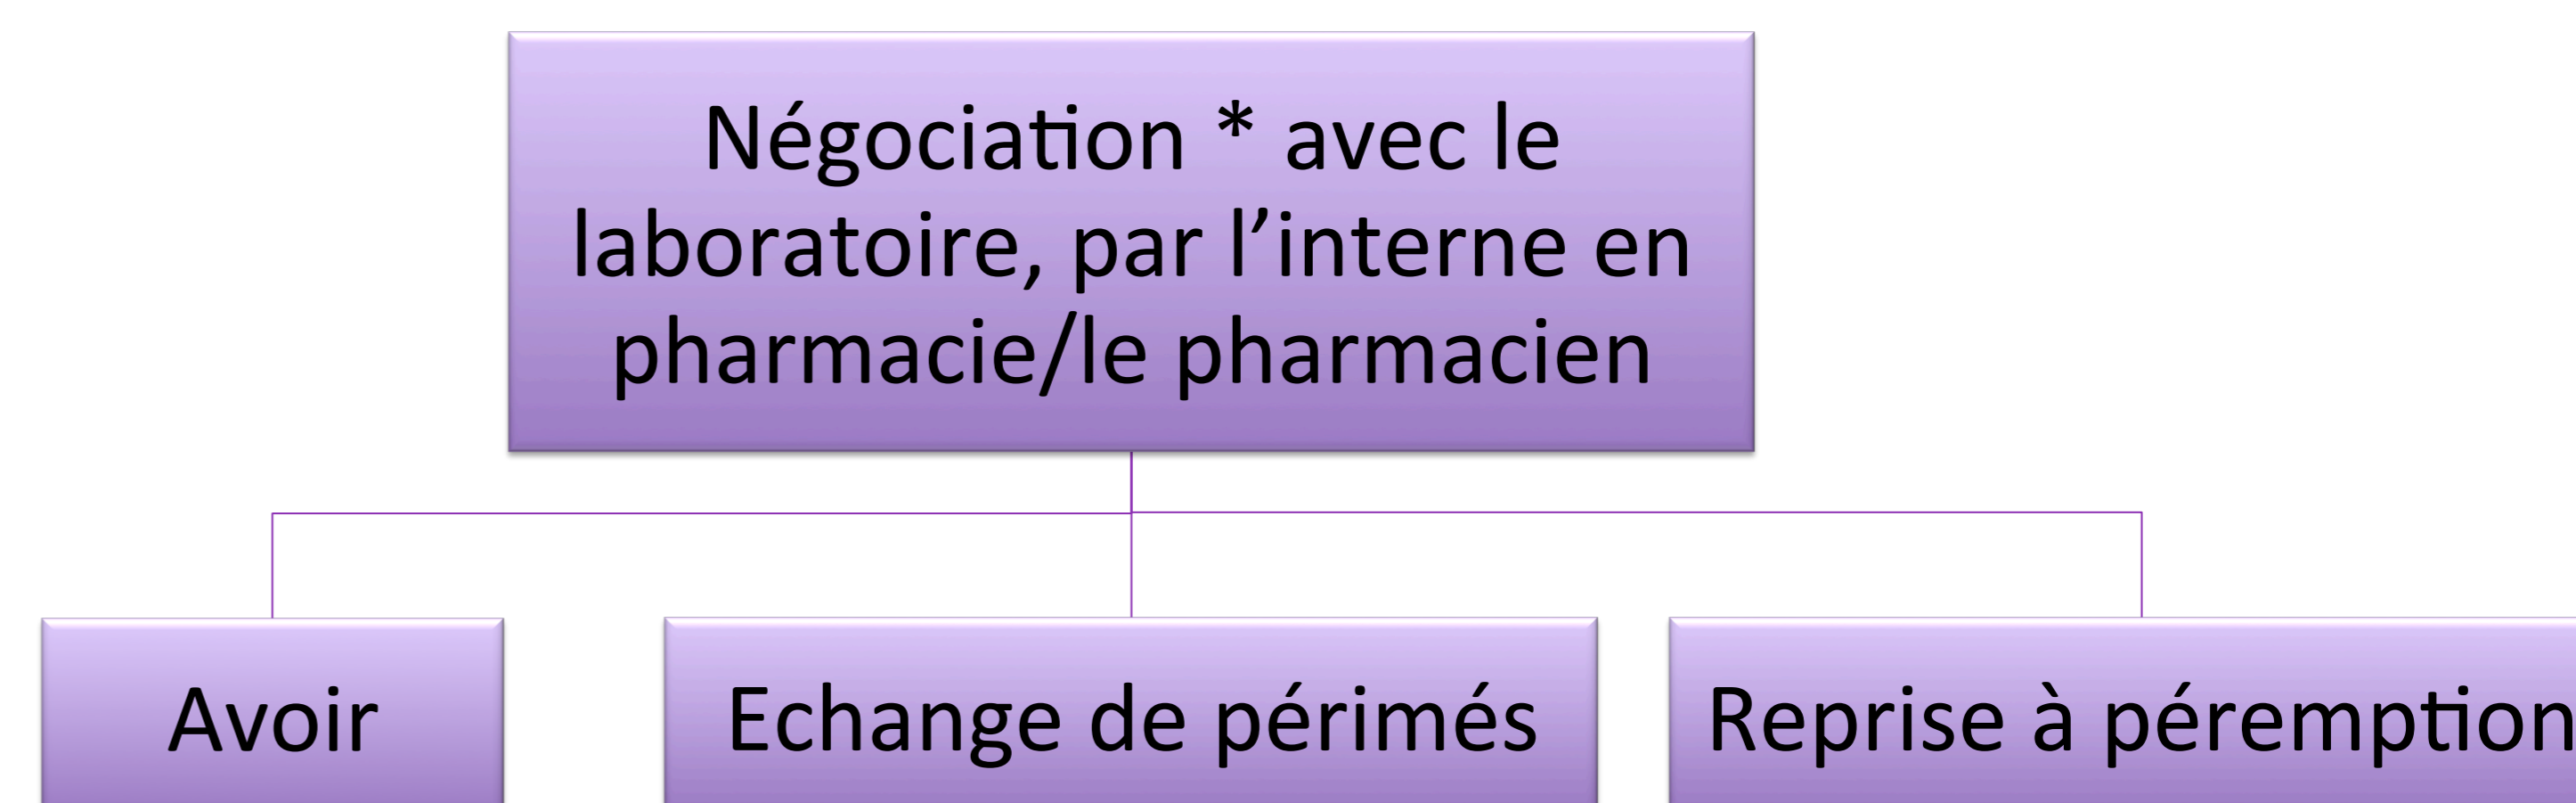 Négociation * avec le
laboratoire, par l’interne en
pharmacie/le pharmacien
Avoir
Echange de périmés
Reprise à péremption